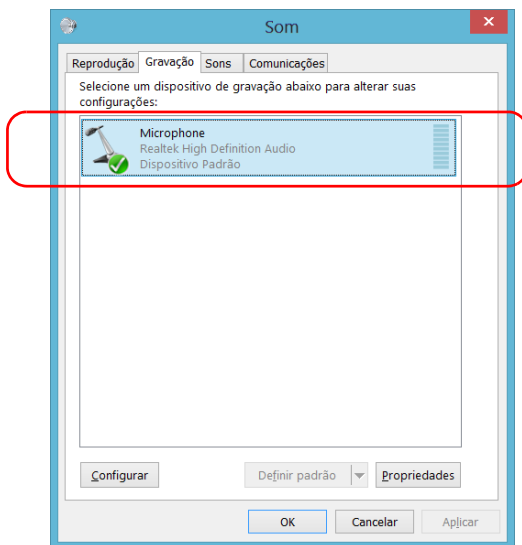 Som
Reprodução Gravação Sons Comunicações
Selecione um dispositivo de gravação abaixo para alterar suas
configurações:
Microphone
Realtek High Definition Audio
Dispositivo Padrão
Configurar Definir padrão Propriedades
OK Cancelar Aplicar